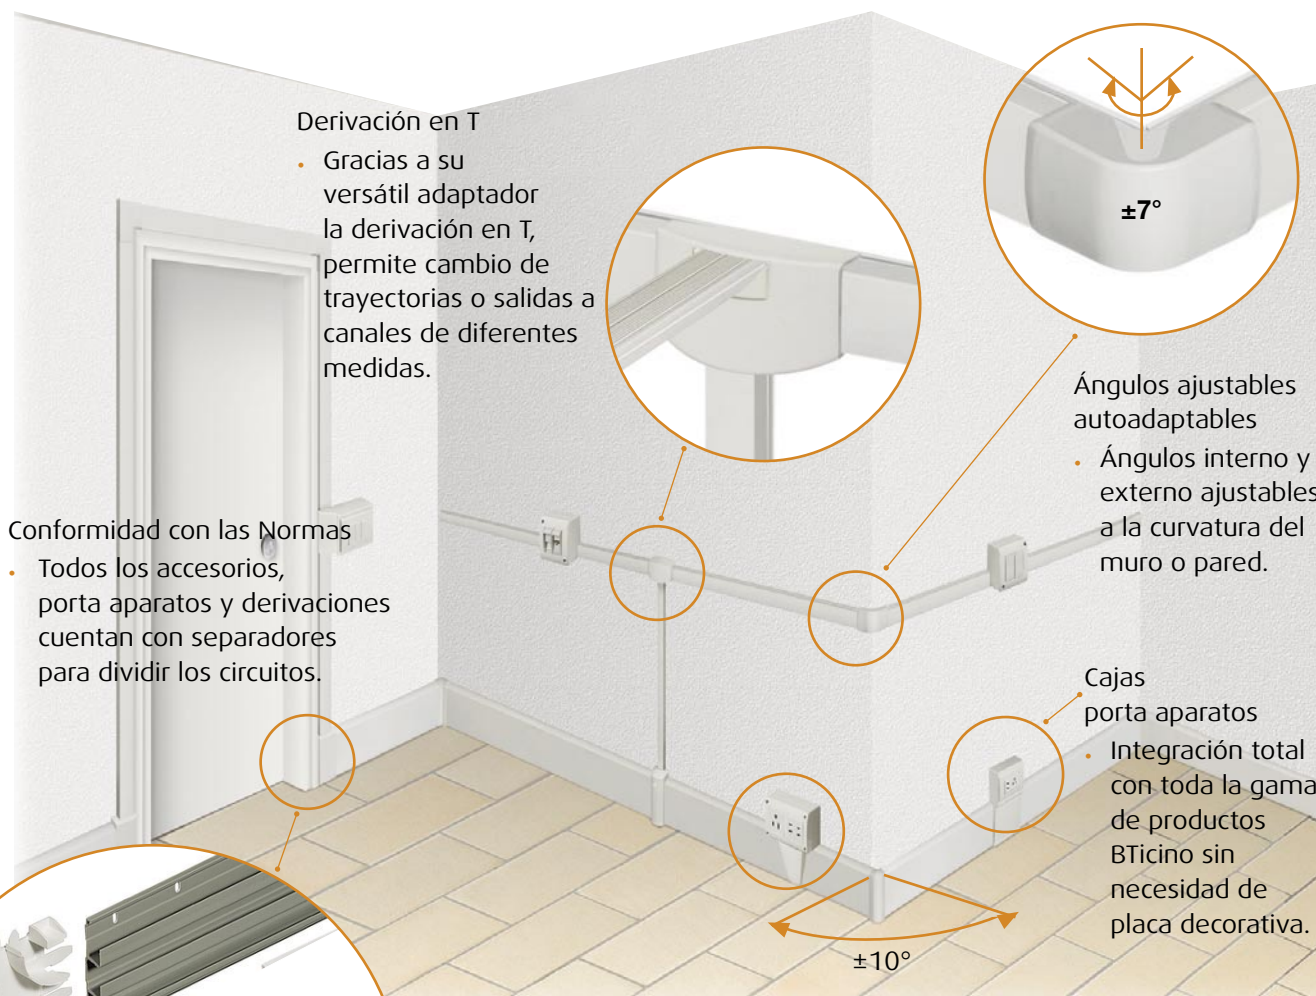 Derivación en T
• Gracias a su
versátil adaptador
la derivación en T,
permite cambio de
trayectorias o salidas a
canales de diferentes
medidas.
±7°
Ángulos ajustables
autoadaptables
• Ángulos interno y
externo ajustables
a la curvatura del
muro o pared.
Conformidad con las Normas
• Todos los accesorios,
porta aparatos y derivaciones
cuentan con separadores
para dividir los circuitos.
Cajas
porta aparatos
• Integración total
con toda la gama
de productos
BTicino sin
necesidad de
placa decorativa.
±10°